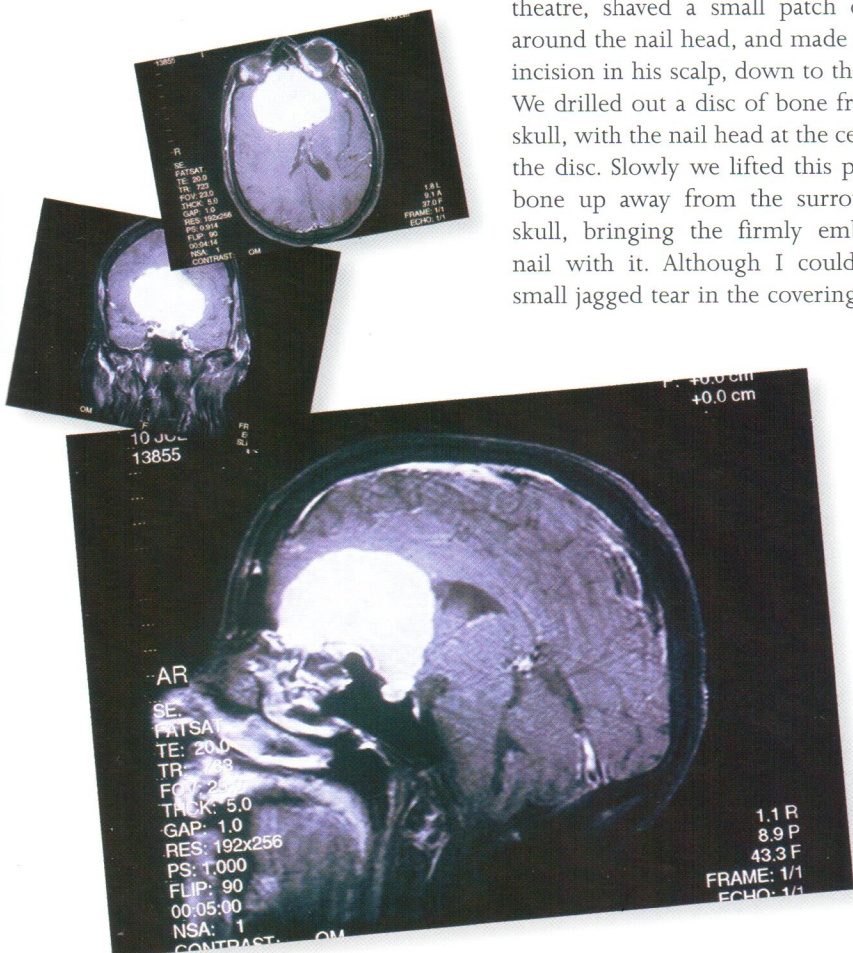 theatre, shaved a small patch
around the nail head, and made
incision in his scalp, down to
We drilled out a disc of bone
skull, with the nail head at the
the disc. Slowly we lifted this
bone up away from the
skull, bringing the firmly
nail with it. Although I could
small jagged tear in the covering
13855
R
SE.
FATSAT.
TE: 20.0
TR: 723
FOV: 23.0
THCK: 5.0
GAP: 1.0
RES: 192x256
PS: 0.914
FLIP: 90
00:04:14
NSA: 1
CONTRAST: OM
1.8 L
9.1 A
37.0 F
FRAME: 1/1
ECHO: 1/1
OM
10
13855
+0.0 cm
+0.0 cm
AR
SE.
FATSAT.
TE: 20.0
TR:
THCK: 5.0
GAP: 1.0
RES: 192x256
PS: 1.000
FLIP: 90
00:05:00
NSA: 1
CONTRAST: OM
1.1 R
8.9 P
43.3 F
FRAME: 1/1
ECHO: 1/1